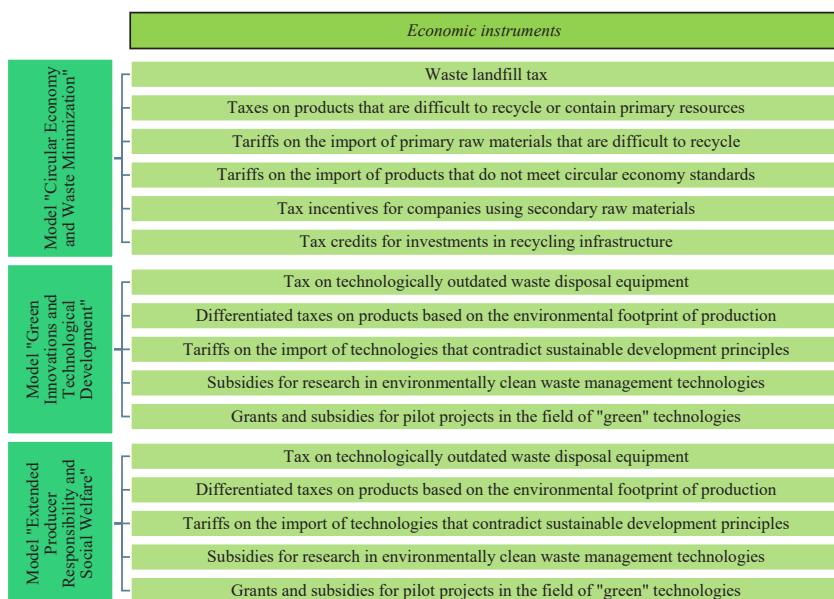 Economic instruments
Model "Circular Economy
and Waste Minimization"
Waste landfill tax
Taxes on products that are difficult to recycle or contain primary resources
Tariffs on the import of primary raw materials that are difficult to recycle
Tariffs on the import of products that do not meet circular economy standards
Tax incentives for companies using secondary raw materials
Tax credits for investments in recycling infrastructure
Model "Green
Innovations and
Technological
Development"
Tax on technologically outdated waste disposal equipment
Differentiated taxes on products based on the environmental footprint of production
Tariffs on the import of technologies that contradict sustainable development principles
Subsidies for research in environmentally clean waste management technologies
Grants and subsidies for pilot projects in the field of "green" technologies
Model "Extended
Producer
Responsibility and
Social Welfare"
Tax on technologically outdated waste disposal equipment
Differentiated taxes on products based on the environmental footprint of production
Tariffs on the import of technologies that contradict sustainable development principles
Subsidies for research in environmentally clean waste management technologies
Grants and subsidies for pilot projects in the field of "green" technologies